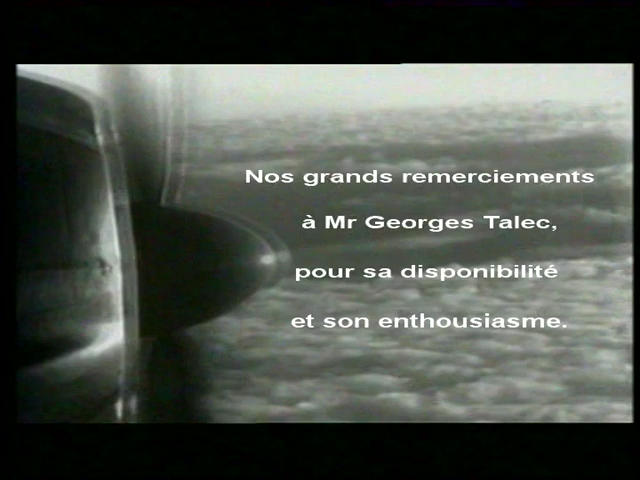 Nos grands remerciements
à Mr Georges Talec,
pour sa disponibilité
et son enthousiasme.